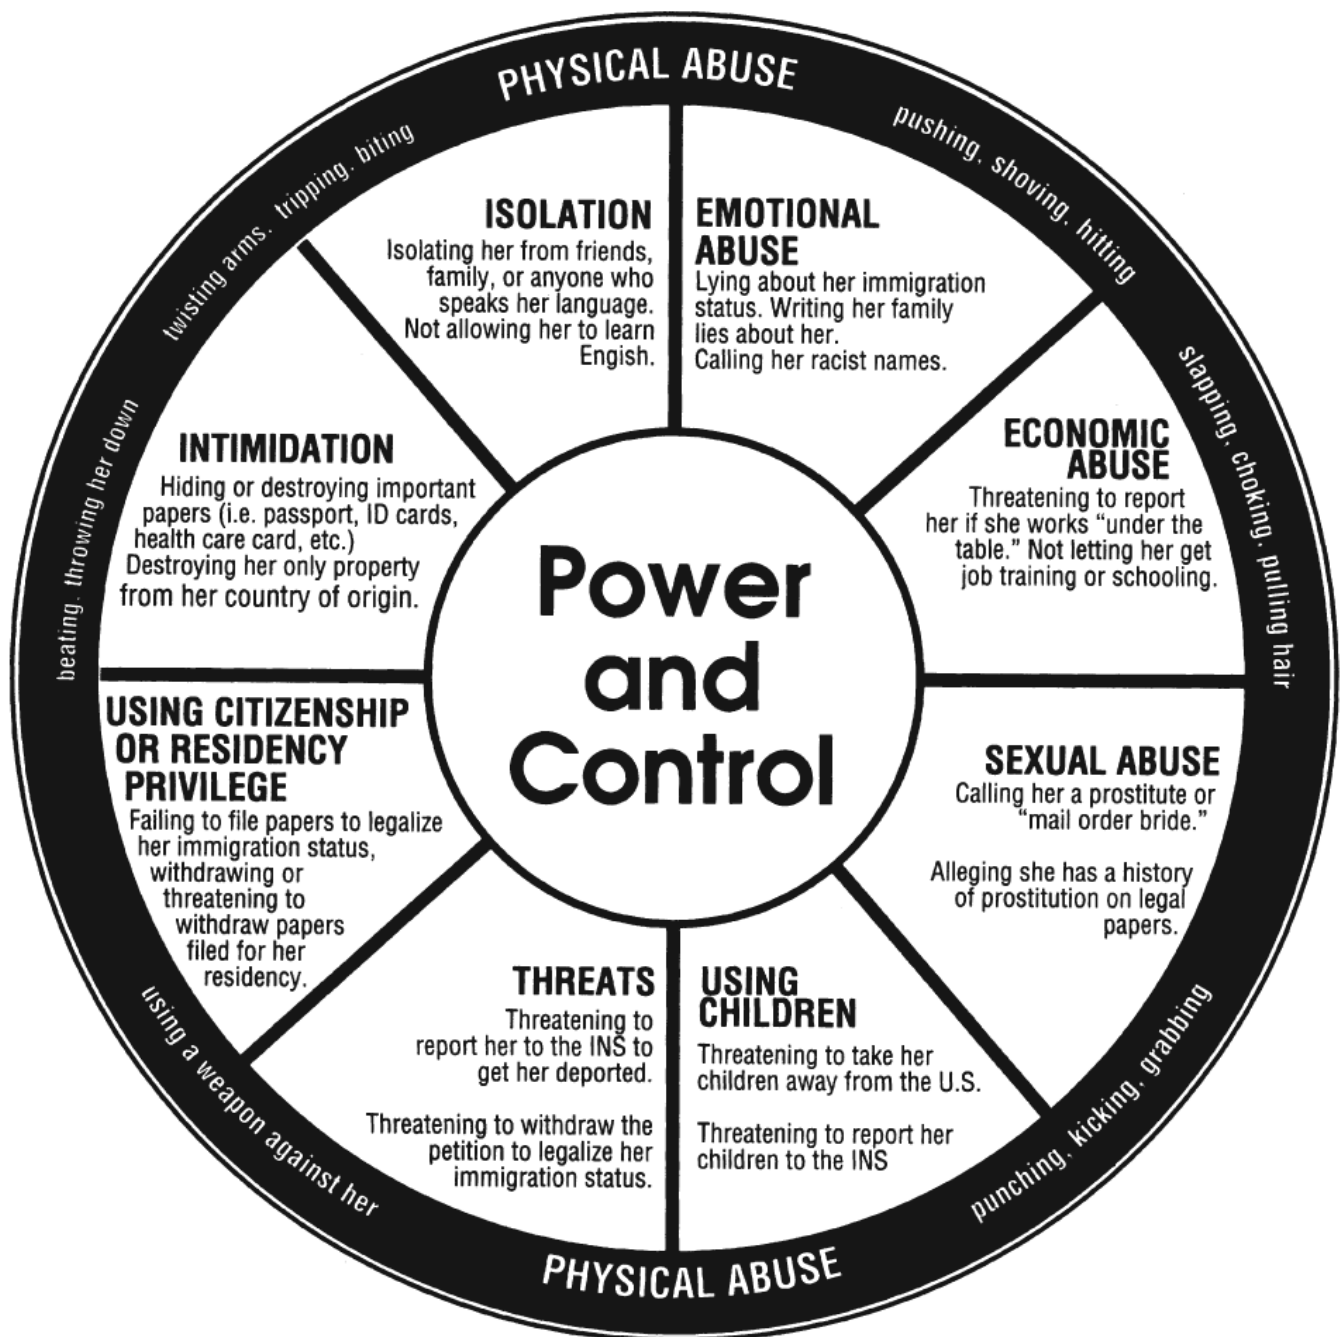 PHYSICAL ABUSE
pushing, shoving, hitting
slapping, choking, pulling hair
punching, kicking, grabbing
PHYSICAL ABUSE
using a weapon against her
beating, throwing her down
twisting arms, tripping, biting
ISOLATION
Isolating her from friends,
family, or anyone who
speaks her language.
Not allowing her to learn
Engish.
EMOTIONAL
ABUSE
Lying about her immigration
status. Writing her family
lies about her.
Calling her racist names.
ECONOMIC
ABUSE
Threatening to report
her if she works “under the
table.” Not letting her get
job training or schooling.
SEXUAL ABUSE
Calling her a prostitute or
“mail order bride.”
Alleging she has a history
of prostitution on legal
papers.
USING
CHILDREN
Threatening to take her
children away from the U.S.
Threatening to report her
children to the INS
THREATS
Threatening to
report her to the INS to
get her deported.
Threatening to withdraw the
petition to legalize her
immigration status.
USING CITIZENSHIP
OR RESIDENCY
PRIVILEGE
Failing to file papers to legalize
her immigration status,
withdrawing or
threatening to
withdraw papers
filed for her
residency.
INTIMIDATION
Hiding or destroying important
papers (i.e. passport, ID cards,
health care card, etc.)
Destroying her only property
from her country of origin.
Power
and
Control